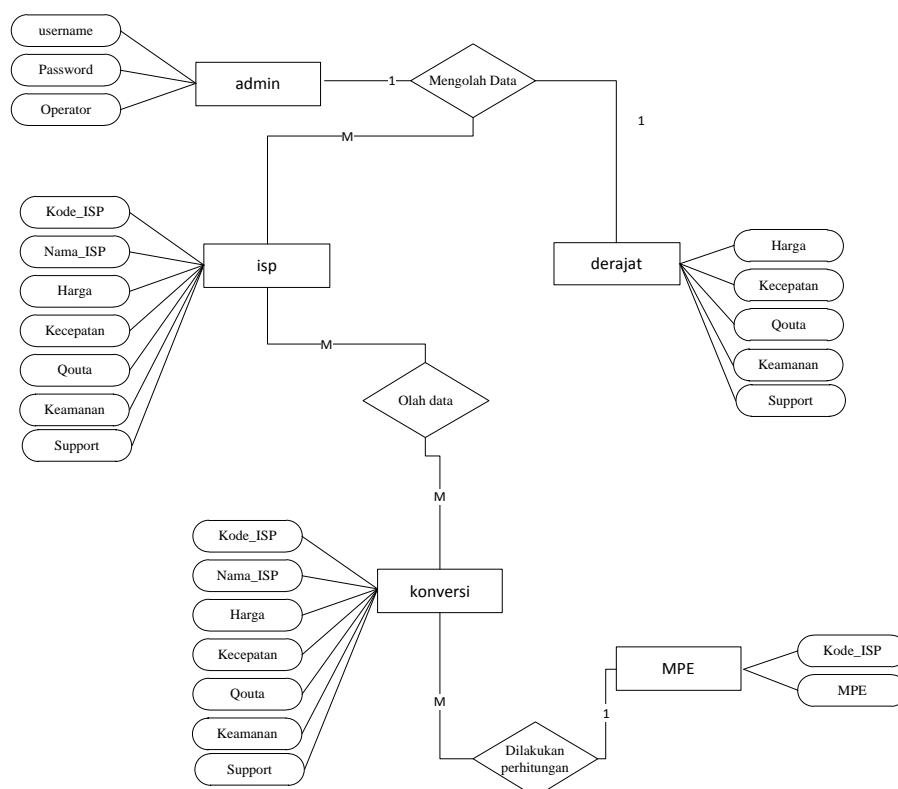 username
Password
Operator
admin
1
Mengolah Data
M
1
Kode_ISP
Nama_ISP
Harga
Kecepatan
Qouta
Keamanan
Support
isp
derajat
Harga
Kecepatan
Qouta
Keamanan
Support
M
Olah data
M
Kode_ISP
Nama_ISP
Harga
Kecepatan
Qouta
Keamanan
Support
konversi
M
Dilakukan
perhitungan
1
MPE
Kode_ISP
MPE